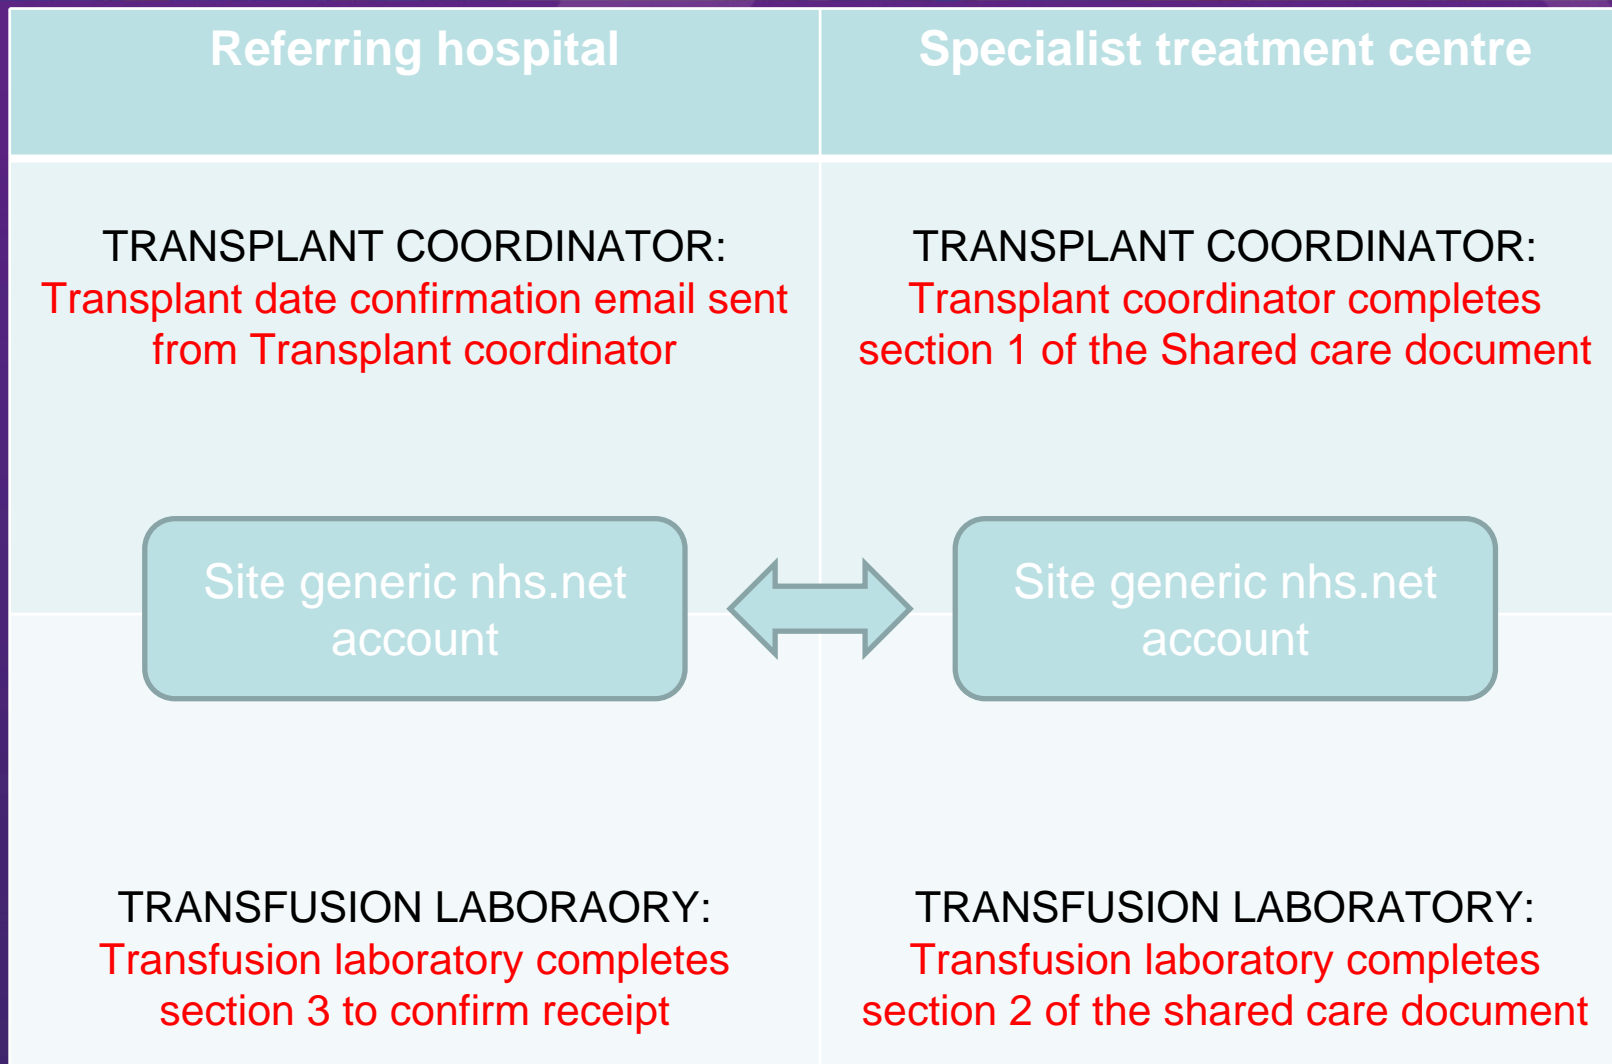 Referring hospital
Specialist treatment centre
TRANSPLANT COORDINATOR:
Transplant date confirmation email sent
from Transplant coordinator
TRANSPLANT COORDINATOR:
Transplant coordinator completes
section 1 of the Shared care document
Site generic nhs.net
account
Site generic nhs.net
account
TRANSFUSION LABORAORY:
Transfusion laboratory completes
section 3 to confirm receipt
TRANSFUSION LABORATORY:
Transfusion laboratory completes
section 2 of the shared care document